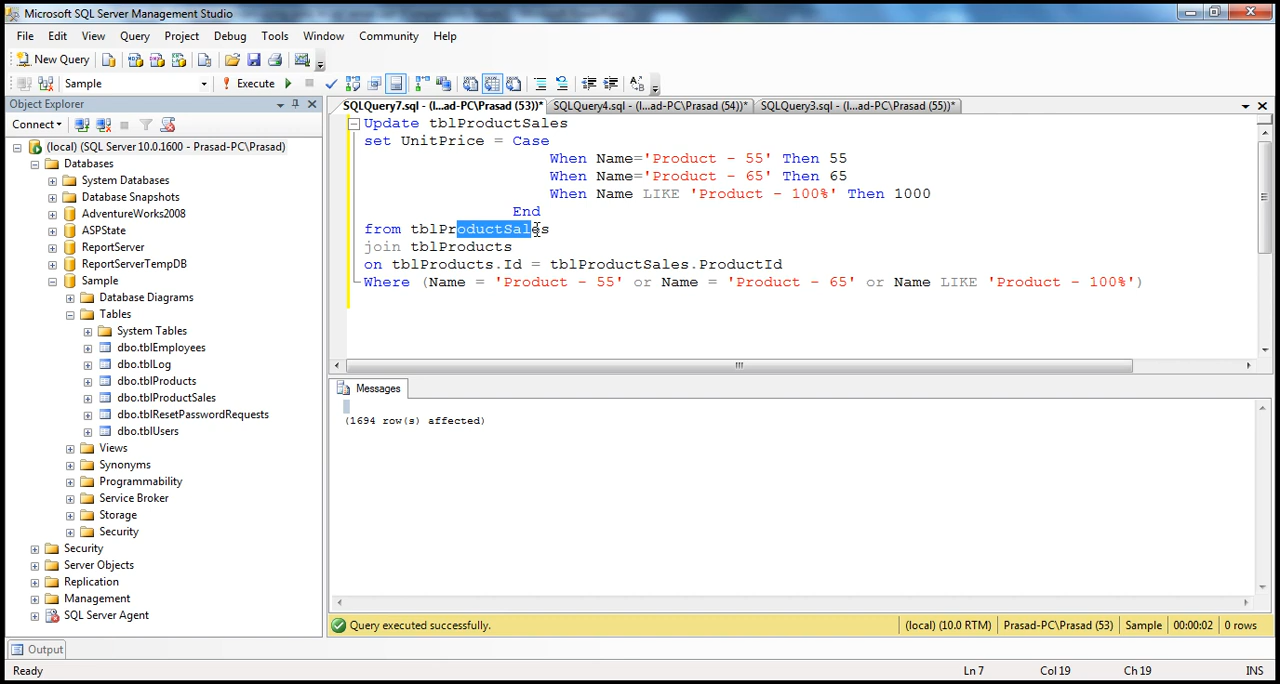 Microsoft SQL Server Management Studio
File Edit View Query Project Debug Tools Window Community Help
New Query
Sample Execute
Object Explorer
SQLQuery7.sql - (l...ad-PC\Prasad (53))* SQLQuery4.sql - (l...ad-PC\Prasad (54))* SQLQuery3.sql - (l...ad-PC\Prasad (55))*
Connect
(local) (SQL Server 10.0.1600 - Prasad-PC\Prasad)
Databases
System Databases
Database Snapshots
AdventureWorks2008
ASPState
ReportServer
ReportServerTempDB
Sample
Database Diagrams
Tables
System Tables
dbo.tblEmployees
dbo.tblLog
dbo.tblProducts
dbo.tblProductSales
dbo.tblResetPasswordRequests
dbo.tblUsers
Views
Synonyms
Programmability
Service Broker
Storage
Security
Security
Server Objects
Replication
Management
SQL Server Agent
Update tblProductSales
set UnitPrice = Case
When Name='Product - 55' Then 55
When Name='Product - 65' Then 65
When Name LIKE 'Product - 100%' Then 1000
End
from tblProductSales
join tblProducts
on tblProducts.Id = tblProductSales.ProductId
Where (Name = 'Product - 55' or Name = 'Product - 65' or Name LIKE 'Product - 100%')
Messages
(1694 row(s) affected)
Query executed successfully. (local) (10.0 RTM) Prasad-PC\Prasad (53) Sample 00:00:02 0 rows
Output
Ready Ln 7 Col 19 Ch 19 INS